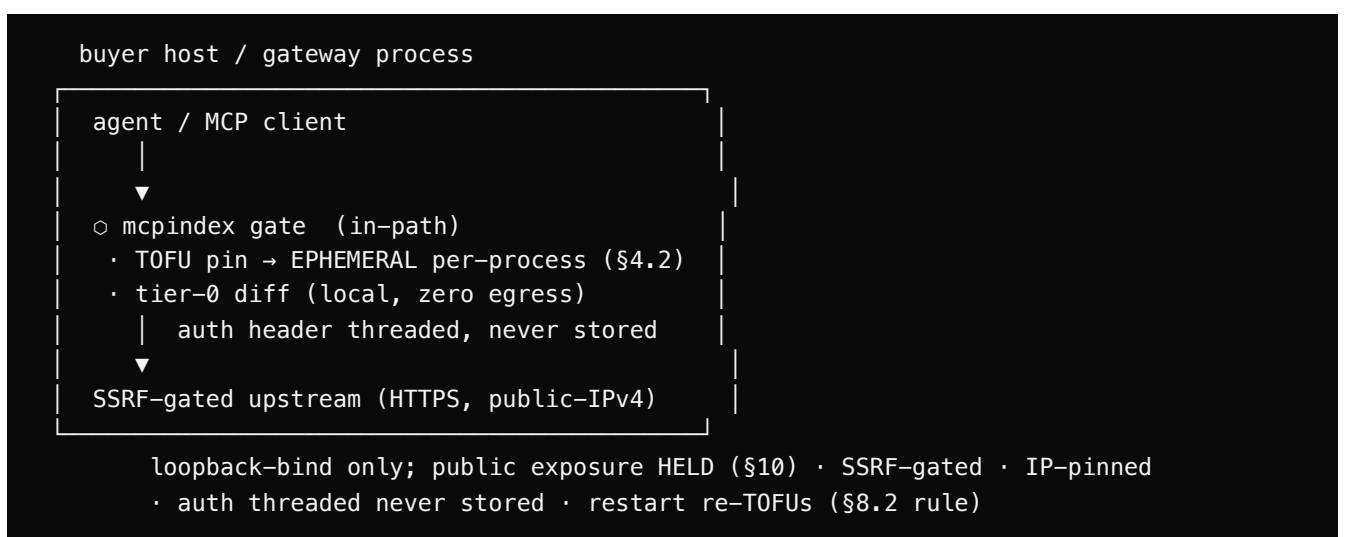 buyer host / gateway process
agent / MCP client
│
▼
⬡ mcpindex gate (in-path)
· TOFU pin → EPHEMERAL per-process (§4.2)
· tier-0 diff (local, zero egress)
│ auth header threaded, never stored
▼
SSRF-gated upstream (HTTPS, public-IPv4)
loopback-bind only; public exposure HELD (§10) · SSRF-gated · IP-pinned
· auth threaded never stored · restart re-TOFUs (§8.2 rule)